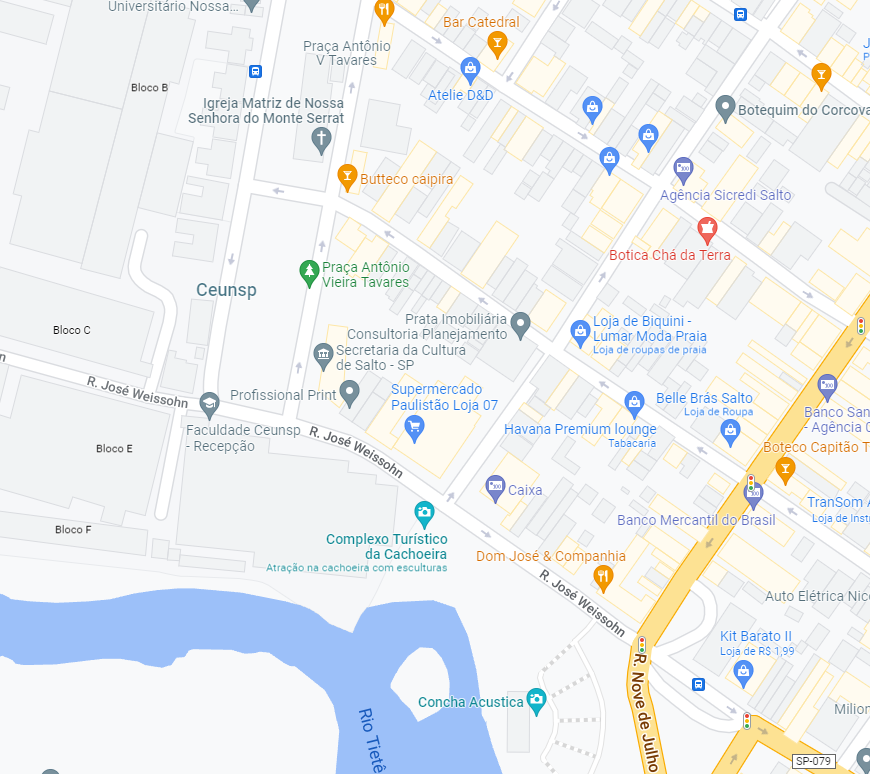 Universitário Nossa...
Bar Catedral
Praça Antônio
V Tavares
Bloco B
Atelie D&D
Igreja Matriz de Nossa
Senhora do Monte Serrat
Botequim do Corcova
Butteco caipira
Agência Sicredi Salto
Botica Chá da Terra
Praça Antônio
Vieira Tavares
Ceunsp
Bloco C
Prata Imobiliária
Consultoria Planejamento
Loja de Biquini -
Lumar Moda Praia
Loja de roupas de praia
Secretaria da Cultura
de Salto - SP
R. José Weissohn
Profissional Print
Supermercado
Paulistão Loja 07
Belle Brás Salto
Loja de Roupa
Banco San
- Agência
Faculdade Ceunsp
- Recepção
R. José Weissohn
Havana Premium lounge
Tabacaria
Bloco E
Boteco Capitão T
Caixa
Banco Mercantil do Brasil
TranSom A
Loja de Instr
Bloco F
Complexo Turístico
da Cachoeira
Atração na cachoeira com esculturas
Dom José & Companhia
R. José Weissohn
Auto Elétrica Nico
Kit Barato II
Loja de R$ 1,99
R. Nove de Julho
Concha Acustica
Rio Tietê
Milion
SP-079